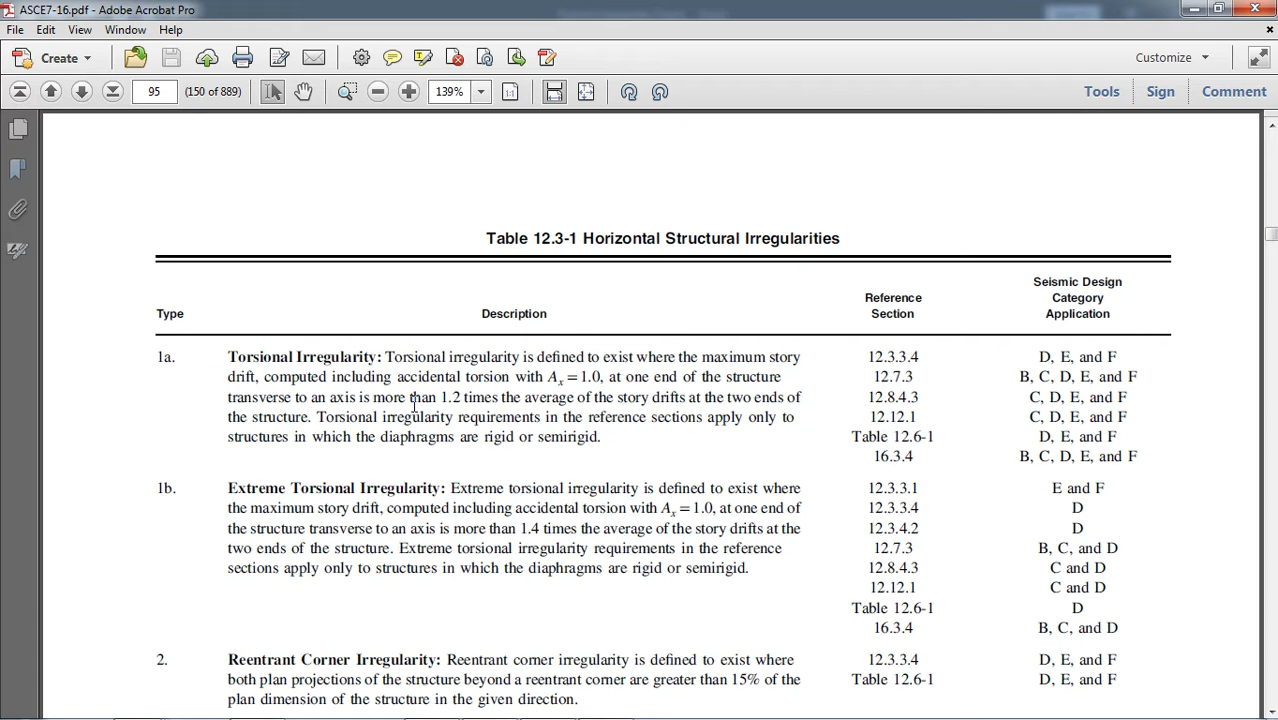 ASCE7-16.pdf - Adobe Acrobat Pro
File Edit View Window Help
Create Customize
95 (150 of 889) 139% Tools Sign Comment
Table 12.3-1 Horizontal Structural Irregularities
Type Description Reference Section Seismic Design Category Application
1a. Torsional Irregularity: Torsional irregularity is defined to exist where the maximum story 12.3.3.4 D, E, and F
drift, computed including accidental torsion with Ax = 1.0, at one end of the structure 12.7.3 B, C, D, E, and F
transverse to an axis is more than 1.2 times the average of the story drifts at the two ends of 12.8.4.3 C, D, E, and F
the structure. Torsional irregularity requirements in the reference sections apply only to 12.12.1 C, D, E, and F
structures in which the diaphragms are rigid or semirigid. Table 12.6-1 D, E, and F
16.3.4 B, C, D, E, and F
1b. Extreme Torsional Irregularity: Extreme torsional irregularity is defined to exist where 12.3.3.1 E and F
the maximum story drift, computed including accidental torsion with Ax = 1.0, at one end of 12.3.3.4 D
the structure transverse to an axis is more than 1.4 times the average of the story drifts at the 12.3.4.2 D
two ends of the structure. Extreme torsional irregularity requirements in the reference 12.7.3 B, C, and D
sections apply only to structures in which the diaphragms are rigid or semirigid. 12.8.4.3 C and D
12.12.1 C and D
Table 12.6-1 D
16.3.4 B, C, and D
2. Reentrant Corner Irregularity: Reentrant corner irregularity is defined to exist where 12.3.3.4 D, E, and F
both plan projections of the structure beyond a reentrant corner are greater than 15% of the Table 12.6-1 D, E, and F
plan dimension of the structure in the given direction.